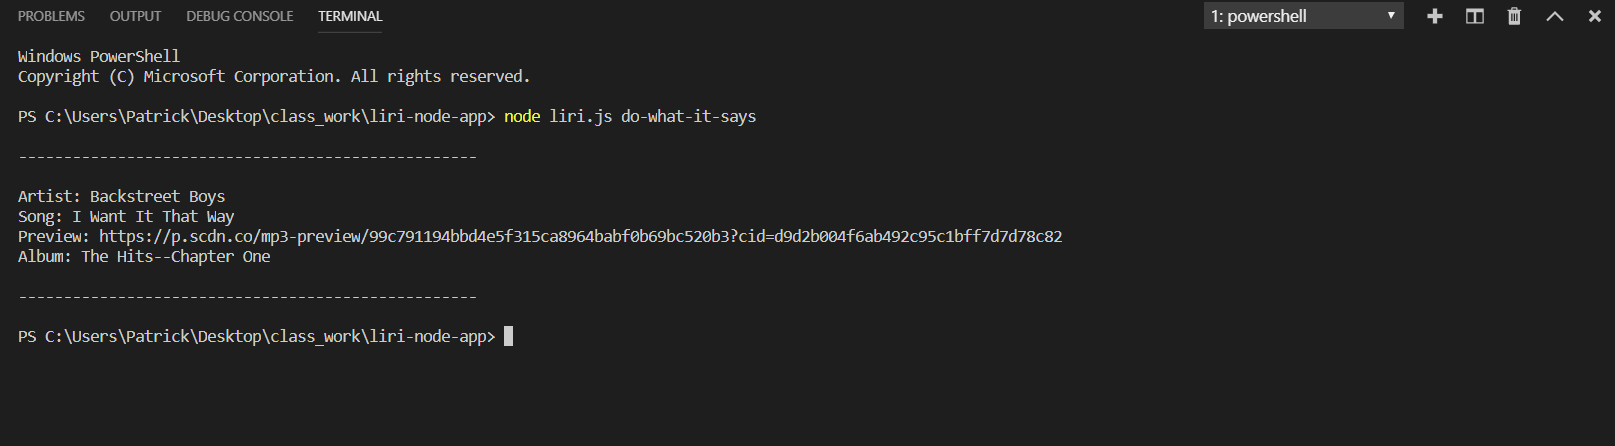 PROBLEMS OUTPUT DEBUG CONSOLE TERMINAL 1: powershell
Windows PowerShell
Copyright (C) Microsoft Corporation. All rights reserved.
PS C:\Users\Patrick\Desktop\class_work\liri-node-app> node liri.js do-what-it-says
---------------------------------------------------
Artist: Backstreet Boys
Song: I Want It That Way
Preview: https://p.scdn.co/mp3-preview/99c791194bbd4e5f315ca8964babf0b69bc520b3?cid=d9d2b004f6ab492c95c1bff7d7d78c82
Album: The Hits--Chapter One
---------------------------------------------------
PS C:\Users\Patrick\Desktop\class_work\liri-node-app>